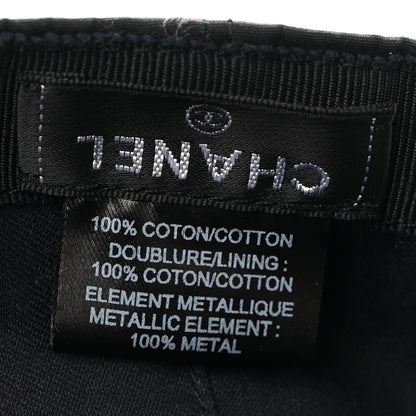 CHANEL
100% COTON/COTTON
DOUBLURE/LINING :
100% COTON/COTTON
ELEMENT METALLIQUE
METALLIC ELEMENT :
100% METAL